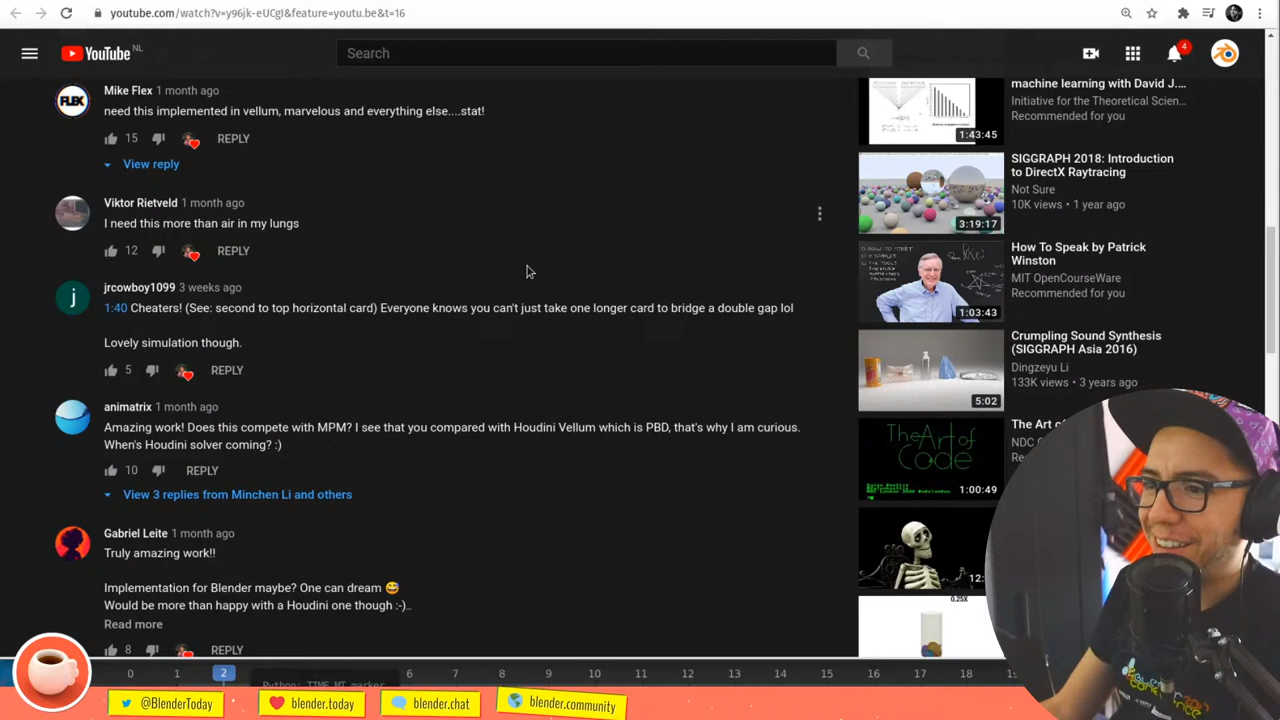 youtube.com/watch?v=y96jk-eUCgI&feature=youtu.be&t=16
YouTube NL
Search
4
Mike Flex 1 month ago
need this implemented in vellum, marvelous and everything else....stat!
15 REPLY
View reply
Viktor Rietveld 1 month ago
I need this more than air in my lungs
12 REPLY
jrcowboy1099 3 weeks ago
1:40 Cheaters! (See: second to top horizontal card) Everyone knows you can't just take one longer card to bridge a double gap lol
Lovely simulation though.
5 REPLY
animatrix 1 month ago
Amazing work! Does this compete with MPM? I see that you compared with Houdini Vellum which is PBD, that's why I am curious.
When's Houdini solver coming? :)
10 REPLY
View 3 replies from Minchen Li and others
Gabriel Leite 1 month ago
Truly amazing work!!
Implementation for Blender maybe? One can dream 😅
Would be more than happy with a Houdini one though :-)..
Read more
8 REPLY
machine learning with David J....
Initiative for the Theoretical Scien...
Recommended for you
1:43:45
SIGGRAPH 2018: Introduction
to DirectX Raytracing
Not Sure
10K views • 1 year ago
3:19:17
How To Speak by Patrick
Winston
MIT OpenCourseWare
Recommended for you
1:03:43
Crumpling Sound Synthesis
(SIGGRAPH Asia 2016)
Dingzeyu Li
133K views • 3 years ago
5:02
The Art of
NDC
The Art of
Code
1:00:49
12:
0.25X
0 1 2 6 7 8 9 10 11 12 13 14 15 16 17 18
Python: TIME_MT_marker
@BlenderToday
blender.today
blender.chat
blender.community